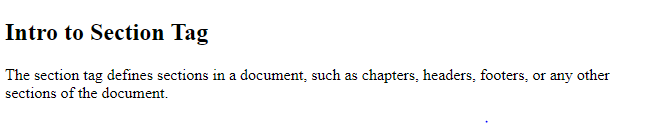 Intro to Section Tag
The section tag defines sections in a document, such as chapters, headers, footers, or any other
sections of the document.